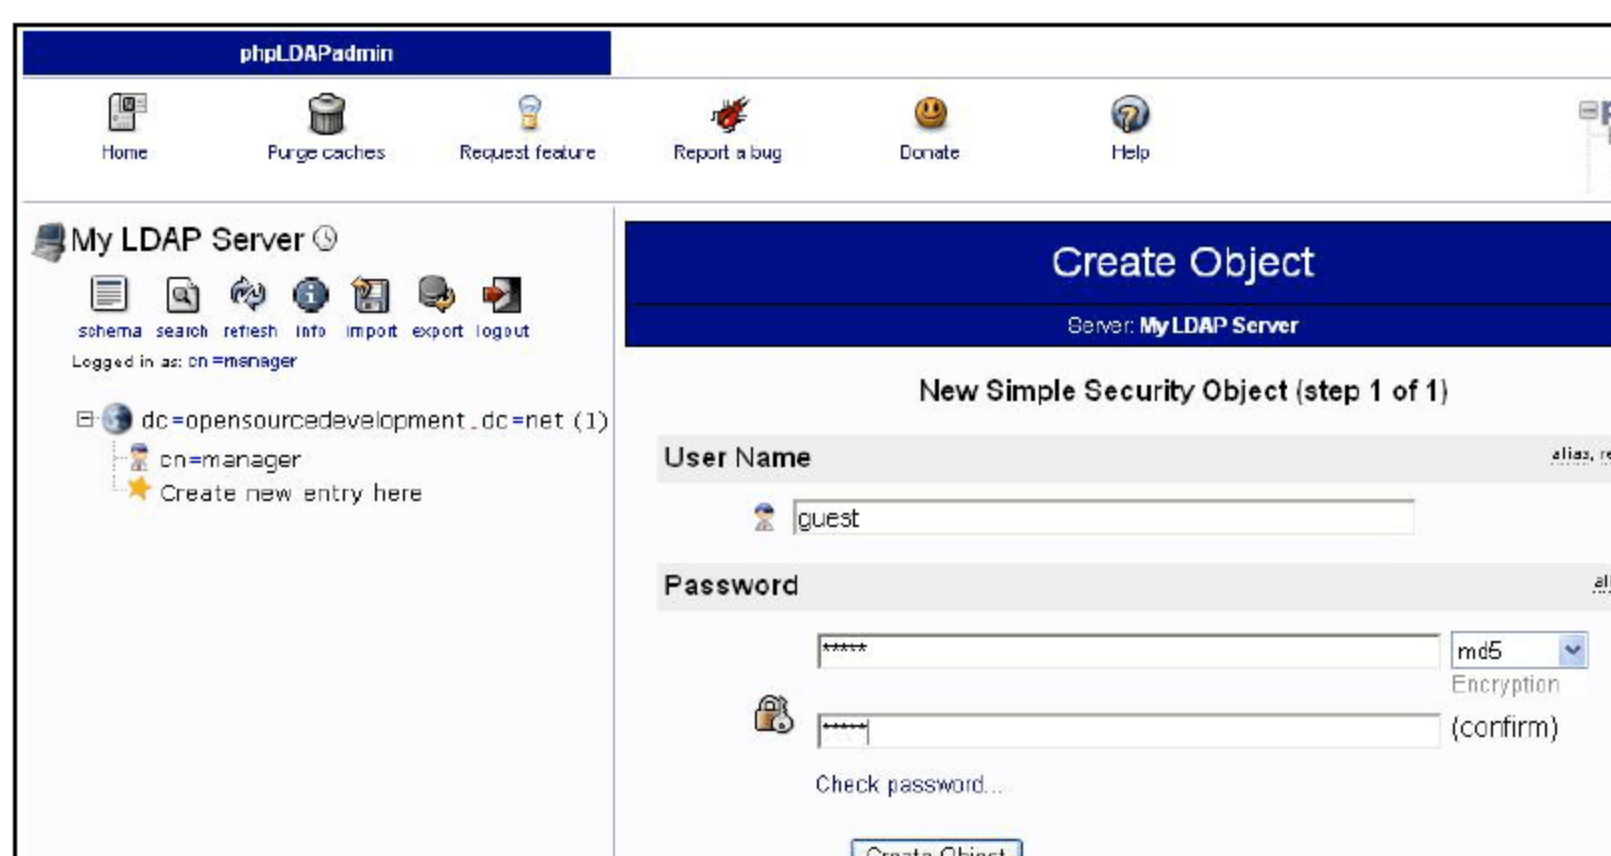 phpLDAPadmin
Home Purge caches Request feature Report a bug Donate Help
My LDAP Server
schema search refresh info import export logout
Logged in as: cn=manager
dc=opensourcedevelopment.dc=net (1)
cn=manager
Create new entry here
Create Object
Server: My LDAP Server
New Simple Security Object (step 1 of 1)
User Name
alias,
guest
Password
*****
md5
Encryption
*****
(confirm)
Check password...
Create Object